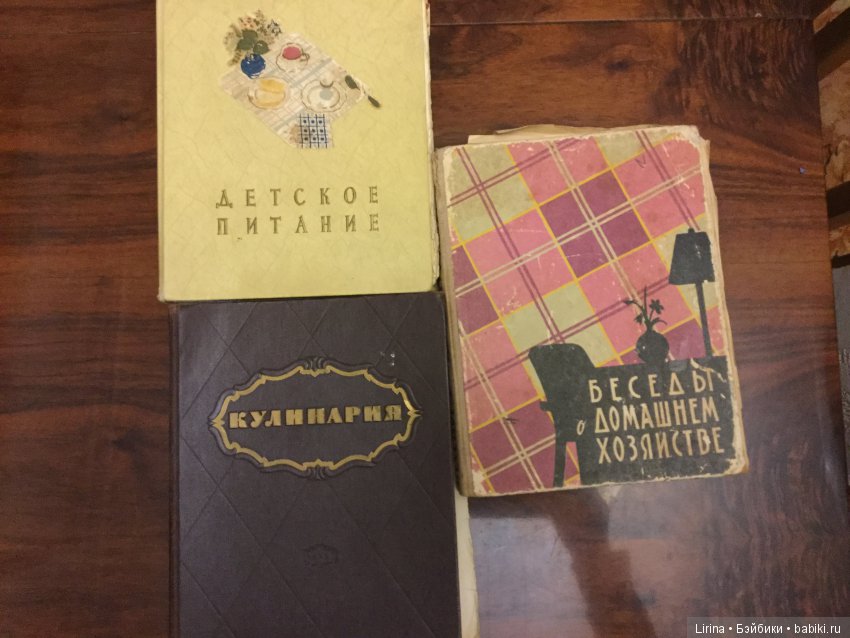 ДЕТСКОЕ
ПИТАНИЕ
КУЛИНАРИЯ
БЕСЕДЫ
о ДОМАШНЕМ
ХОЗЯЙСТВЕ
Lirina • Бэйбики • babiki.ru